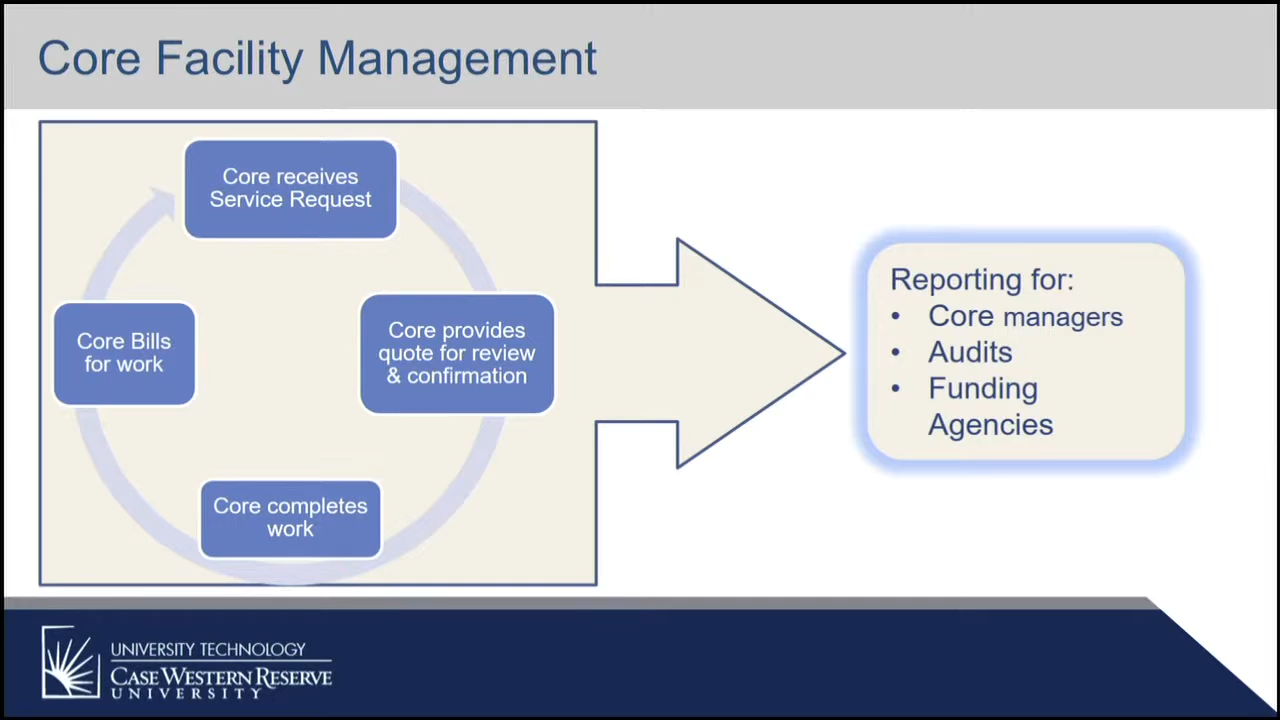 Core Facility Management
Core receives
Service Request
Core provides
quote for review
& confirmation
Core completes
work
Core Bills
for work
Reporting for:
• Core managers
• Audits
• Funding
Agencies
UNIVERSITY TECHNOLOGY
CASE WESTERN RESERVE
UNIVERSITY